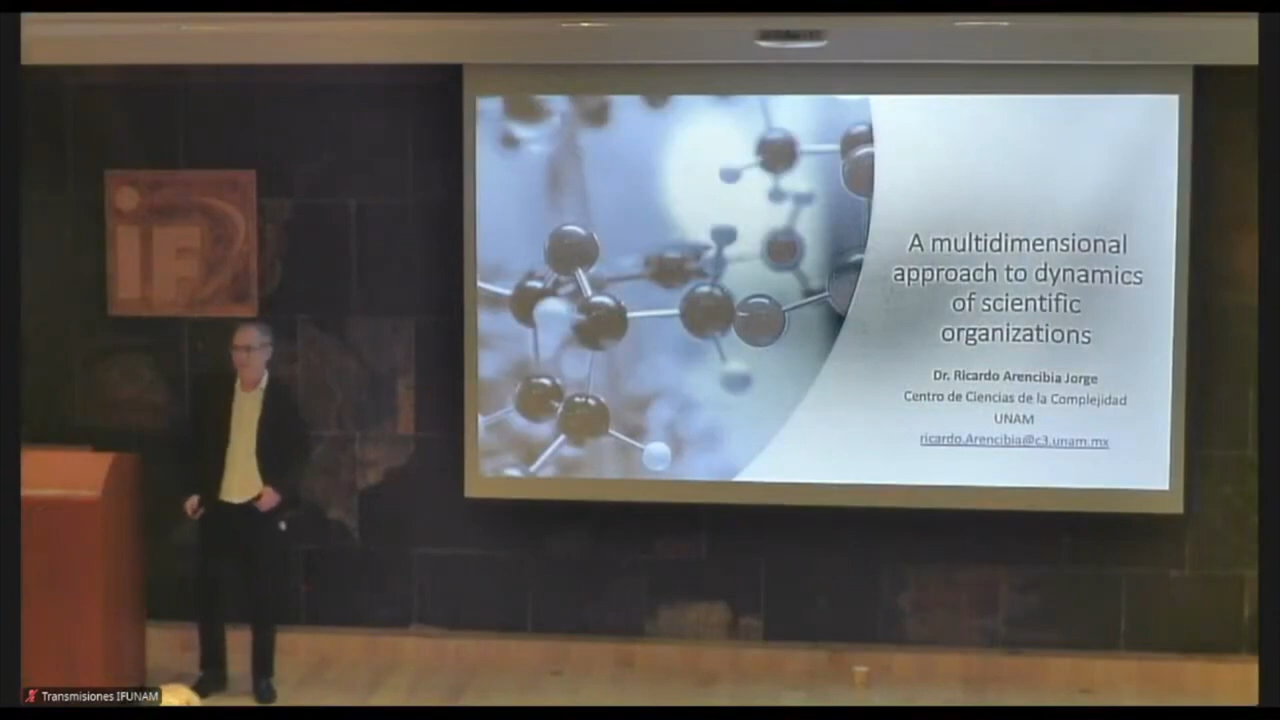 iF
A multidimensional
approach to dynamics
of scientific
organizations
Dr. Ricardo Arencibia Jorge
Centro de Ciencias de la Complejidad
UNAM
ricardo.Arencibia@c3.unam.mx
Transmisiones IFUNAM